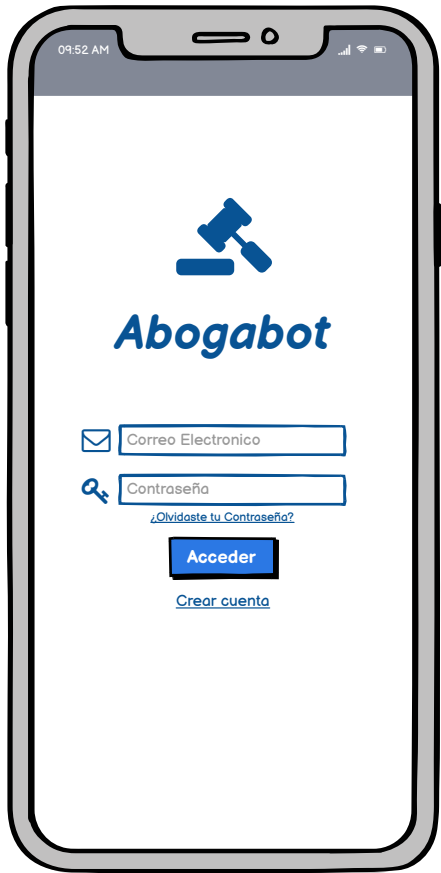 09:52 AM
Abogabot
Correo Electronico
Contraseña
¿Olvidaste tu Contraseña?
Acceder
Crear cuenta